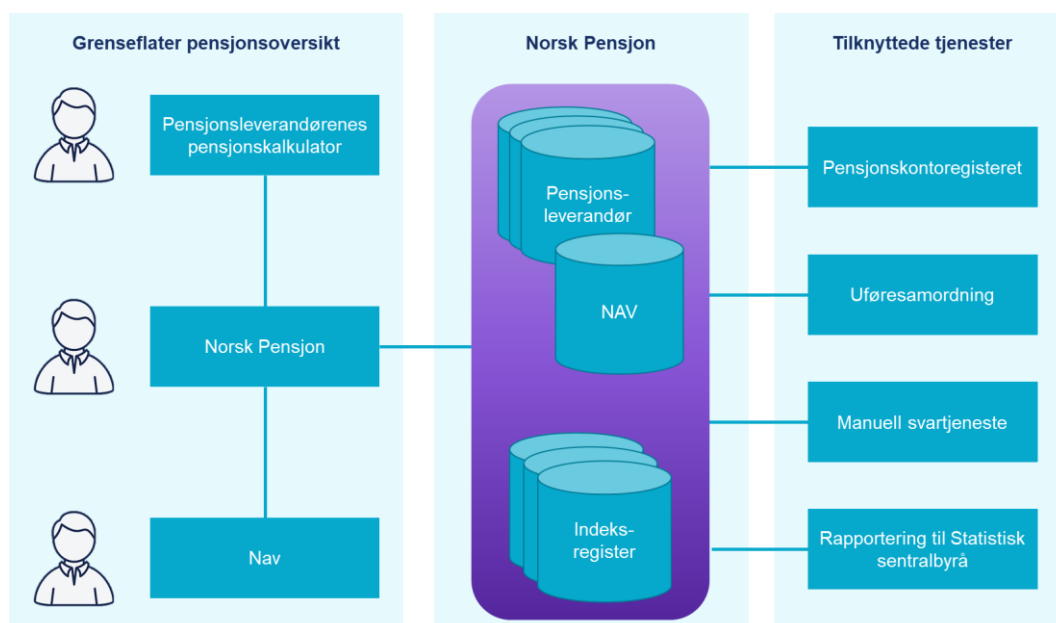 Grenseflater pensjonsoversikt
Pensjonsleverandørenes
pensjonskalkulator
Norsk Pensjon
Nav
Norsk Pensjon
Pensjons-
leverandør
NAV
Indeks-
register
Tilknyttede tjenester
Pensjonskontoregisteret
Uføresamordning
Manuell svartjeneste
Rapportering til Statistisk
sentralbyrå